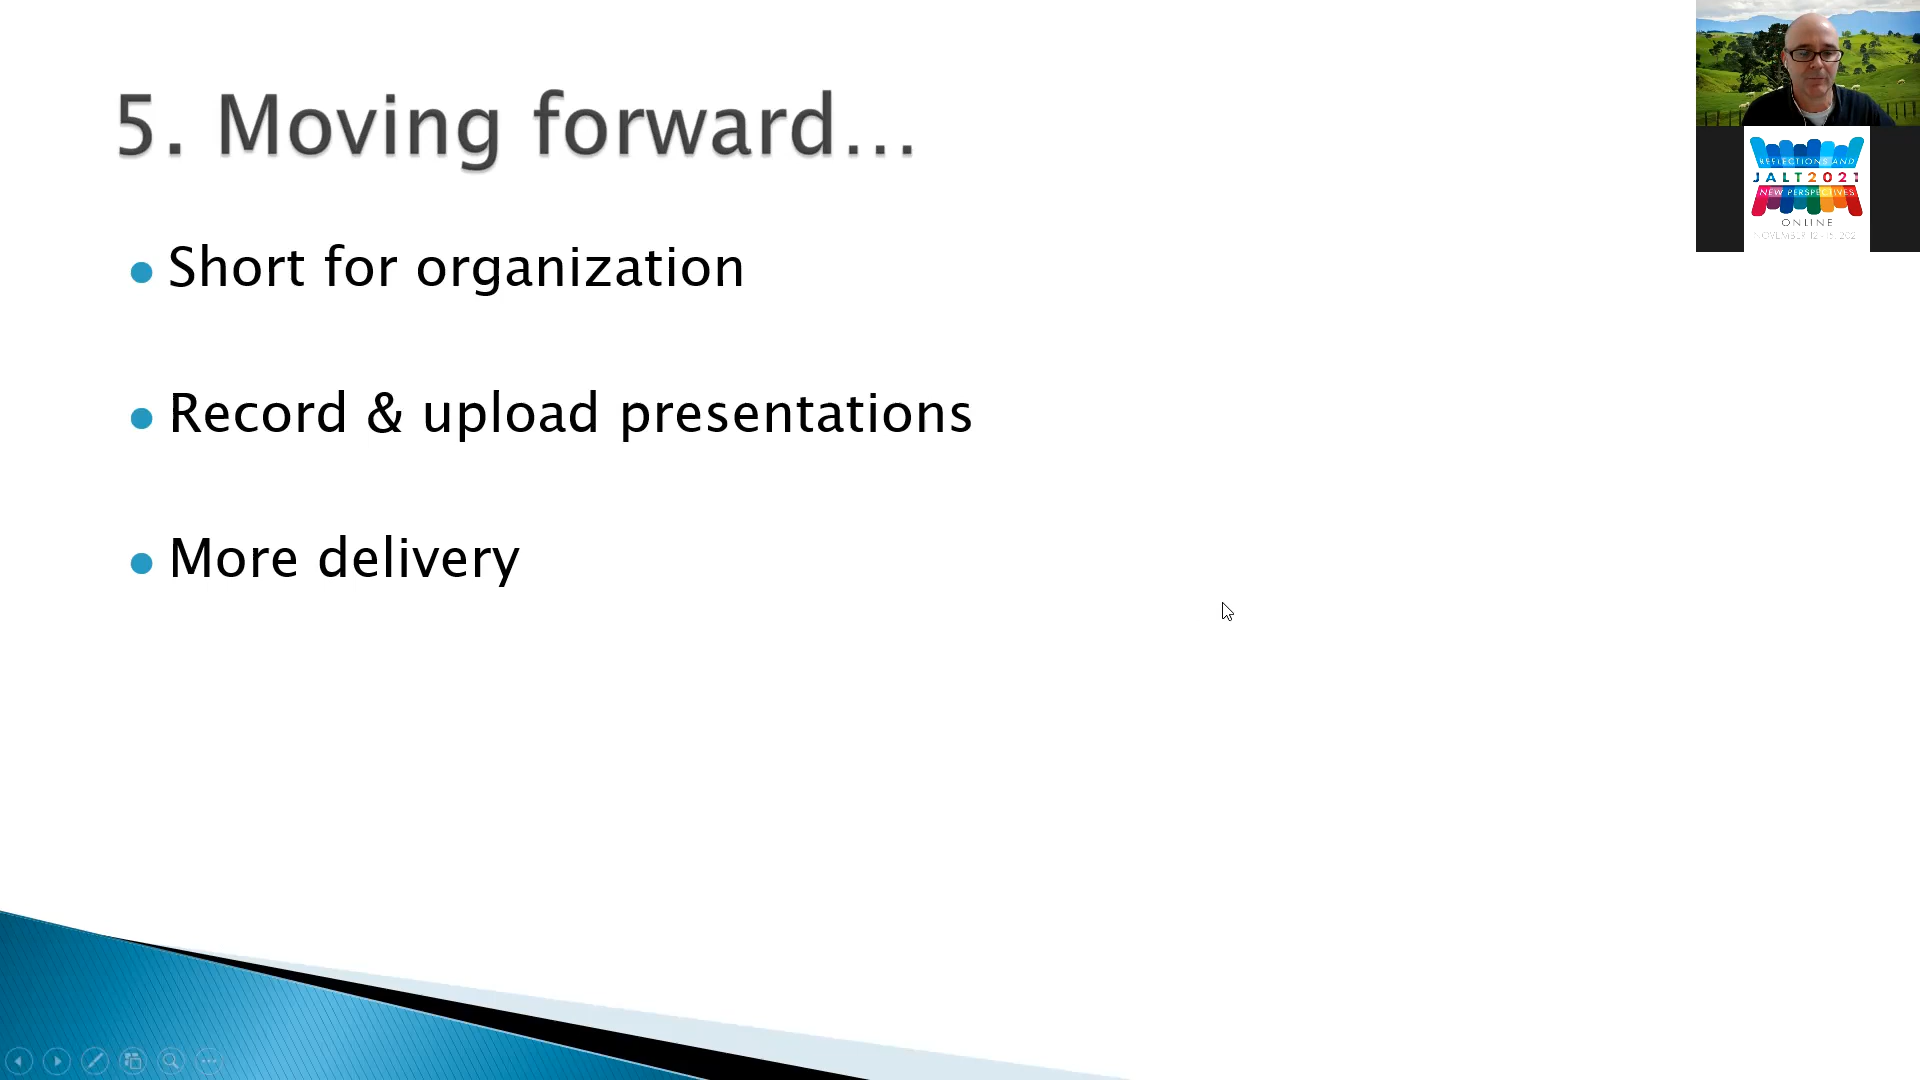 5. Moving forward...
Short for organization
Record & upload presentations
More delivery
REFLECTIONS AND
JALT2021
NEW PERSPECTIVES
ONLINE